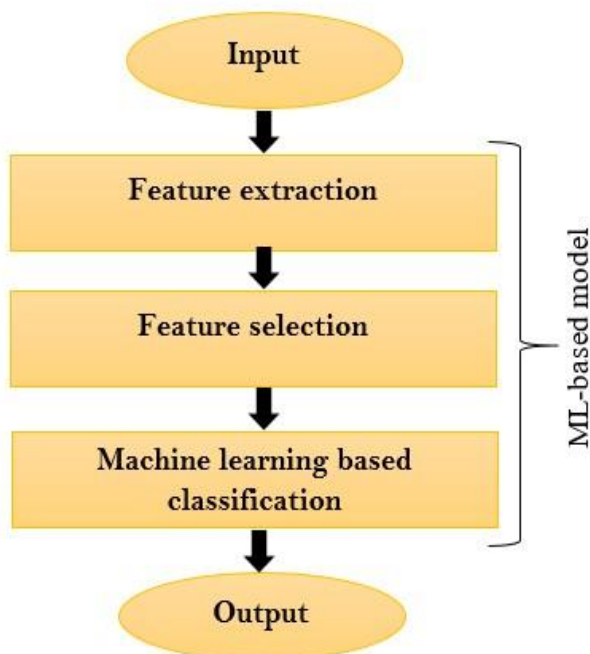 Input
Feature extraction
Feature selection
Machine learning based
classification
Output
ML-based model